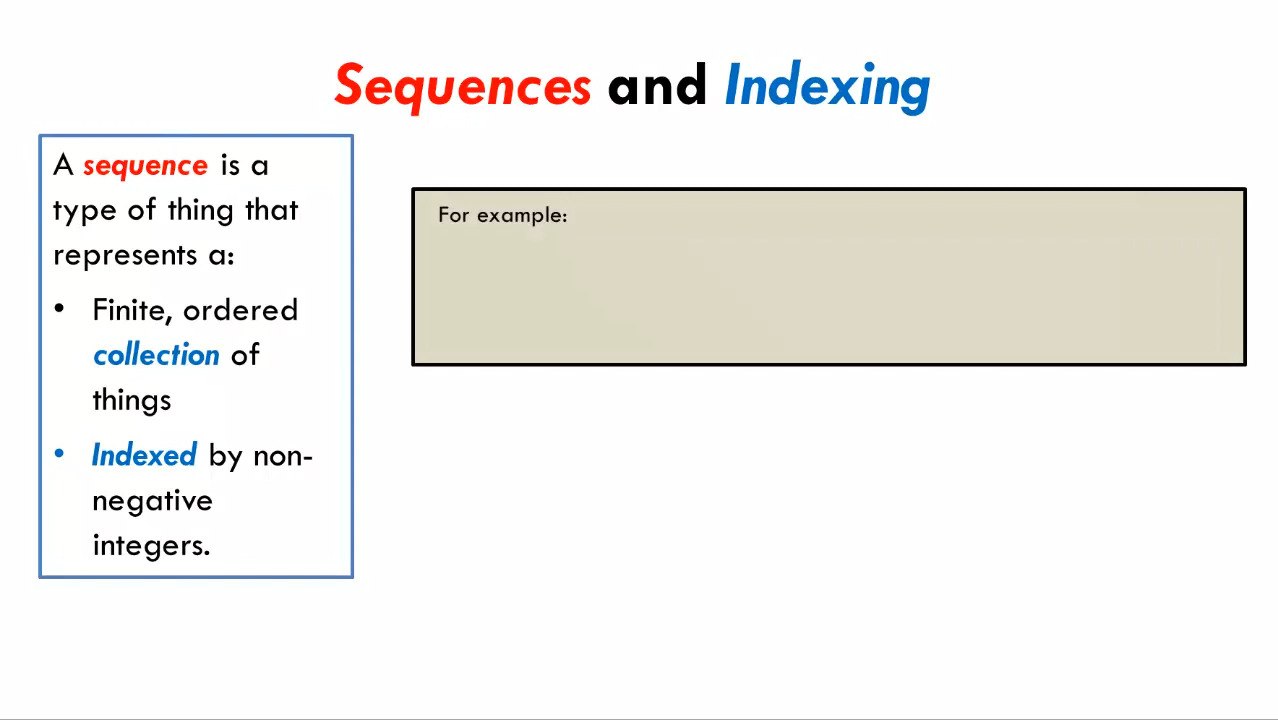 Sequences and Indexing
A sequence is a
type of thing that
represents a:
• Finite, ordered
collection of
things
• Indexed by non-
negative
integers.
For example: